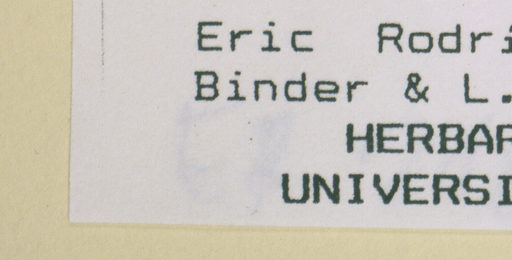 Eric Rodri
Binder & L.
HERBAR
UNIVERSI